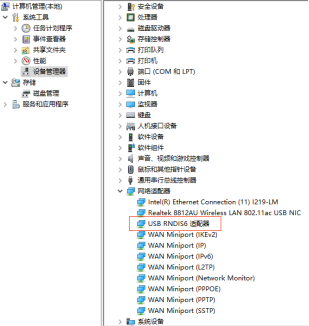 计算机管理(本地)
系统工具
任务计划程序
事件查看器
共享文件夹
性能
设备管理器
存储
磁盘管理
服务和应用程序
安全设备
处理器
磁盘驱动器
存储控制器
打印队列
打印机
端口 (COM 和 LPT)
固件
计算机
监视器
键盘
人机接口设备
软件设备
软件组件
声音、视频和游戏控制器
鼠标和其他指针设备
通用串行总线控制器
网络适配器
Intel(R) Ethernet Connection (11) I219-LM
Realtek 8812AU Wireless LAN 802.11ac USB NIC
USB RNDIS6 适配器
WAN Miniport (IKEv2)
WAN Miniport (IP)
WAN Miniport (IPv6)
WAN Miniport (L2TP)
WAN Miniport (Network Monitor)
WAN Miniport (PPPOE)
WAN Miniport (PPTP)
WAN Miniport (SSTP)
系统设备